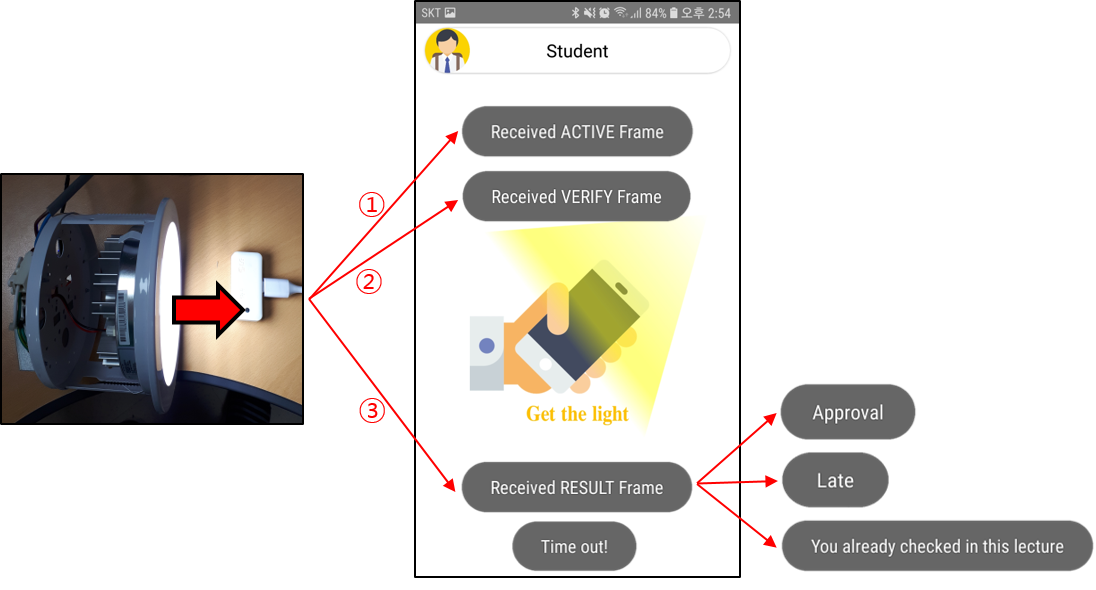 SKT 84% 오후 2:54
Student
Received ACTIVE Frame
①
Received VERIFY Frame
②
Get the light
③
Approval
Late
Received RESULT Frame
You already checked in this lecture
Time out!